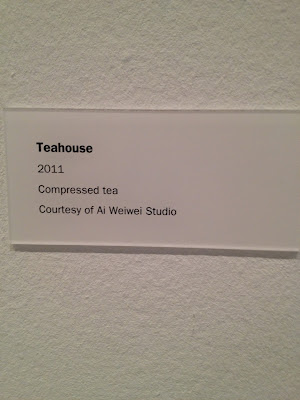 Teahouse
2011
Compressed tea
Courtesy of Ai Weiwei Studio